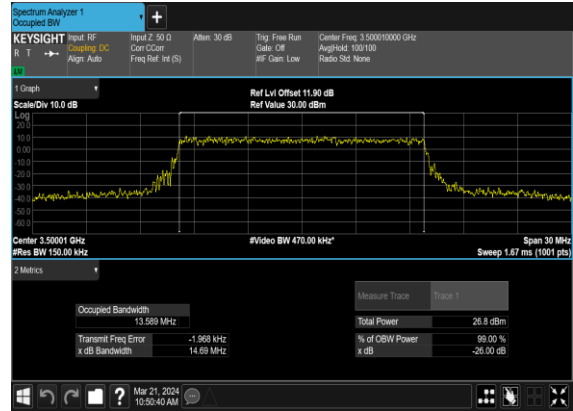 Spectrum Analyzer 1
Occupied BW
KEYSIGHT
R T
LXI
Input: RF
Coupling: DC
Align: Auto
Input Z: 50 Ω
Corr CCorr
Freq Ref: Int (S)
Atten: 30 dB
Trig: Free Run
Gate: Off
#IF Gain: Low
Center Freq: 3.500010000 GHz
Avg|Hold: 100/100
Radio Std: None
1 Graph
Scale/Div 10.0 dB
Ref Lvl Offset 11.90 dB
Ref Value 30.00 dBm
Log
20.0
10.0
0.00
-10.0
-20.0
-30.0
-40.0
-50.0
-60.0
Center 3.50001 GHz
#Res BW 150.00 kHz
#Video BW 470.00 kHz*
Span 30 MHz
Sweep 1.67 ms (1001 pts)
2 Metrics
Measure Trace
Trace 1
Occupied Bandwidth
13.589 MHz
Total Power
26.8 dBm
Transmit Freq Error
-1.968 kHz
% of OBW Power
99.00 %
x dB Bandwidth
14.69 MHz
x dB
-26.00 dB
?
Mar 21, 2024
10:50:40 AM